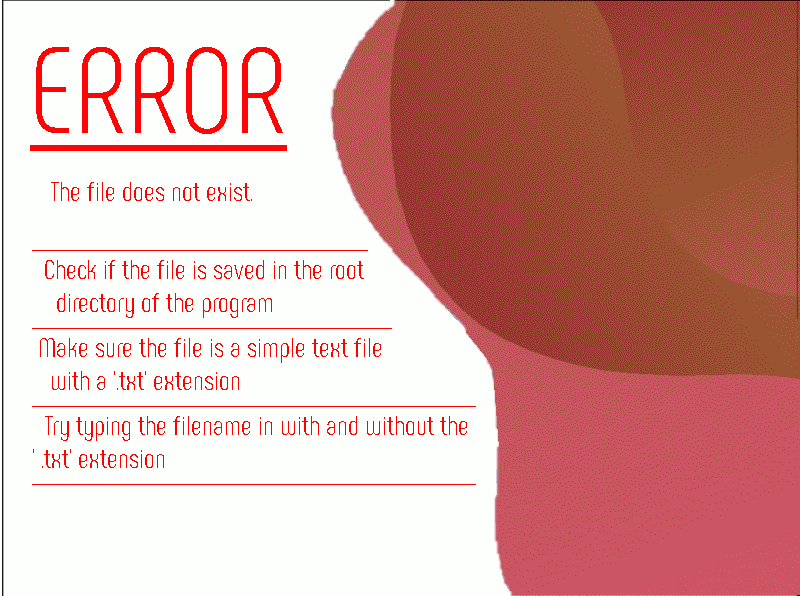 ERROR
The file does not exist.
Check if the file is saved in the root
directory of the program
Make sure the file is a simple text file
with a '.txt' extension
Try typing the filename in with and without the
'.txt' extension